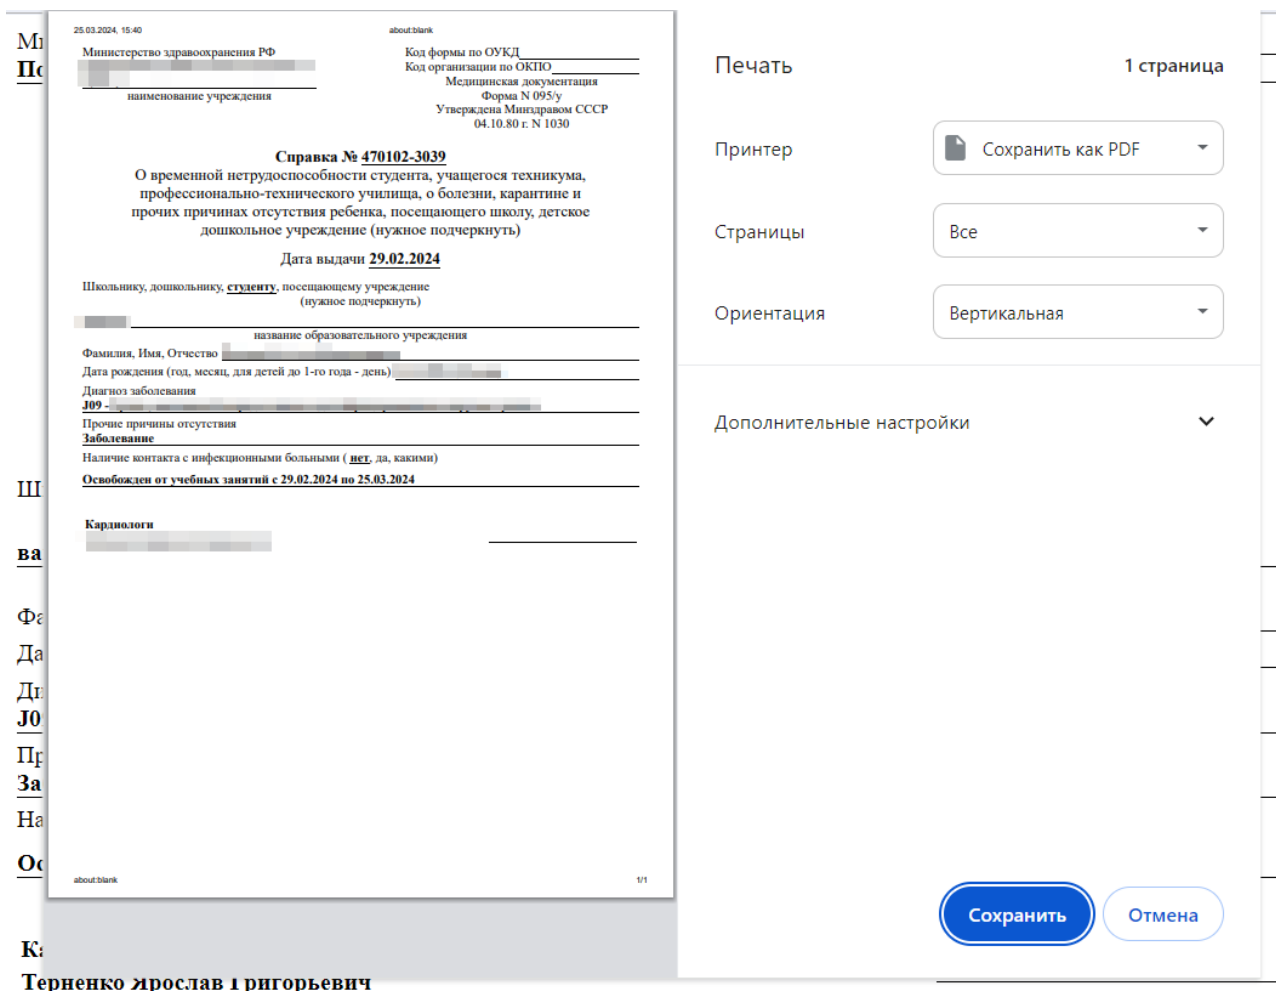 25.03.2024, 15:40
about:blank
Министерство здравоохранения РФ
наименование учреждения
Код формы по ОУКД
Код организации по ОКПО
Медицинская документация
Форма N 095/у
Утверждена Минздравом СССР
04.10.80 г. N 1030
Справка № 470102-3039
О временной нетрудоспособности студента, учащегося техникума,
профессионально-технического училища, о болезни, карантине и
прочих причинах отсутствия ребенка, посещающего школу, детское
дошкольное учреждение (нужное подчеркнуть)
Дата выдачи 29.02.2024
Школьнику, дошкольнику, студенту, посещающему учреждение
(нужное подчеркнуть)
название образовательного учреждения
Фамилия, Имя, Отчество
Дата рождения (год, месяц, для детей до 1-го года - день)
Диагноз заболевания
J09 -
Прочие причины отсутствия
Заболевание
Наличие контакта с инфекционными больными ( нет, да, какими)
Освобожден от учебных занятий с 29.02.2024 по 25.03.2024
Кардиологи
about:blank
1/1
Печать
1 страница
Принтер
Сохранить как PDF
Страницы
Все
Ориентация
Вертикальная
Дополнительные настройки
Сохранить
Отмена
Терненко Ярослав Григорьевич